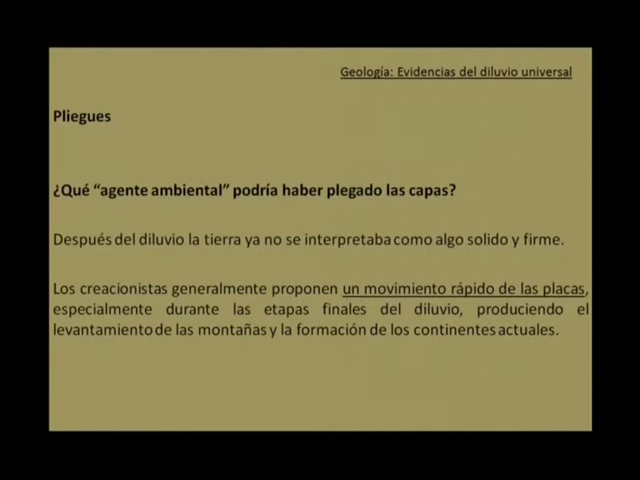 Geología: Evidencias del diluvio universal
Pliegues
¿Qué “agente ambiental” podría haber plegado las capas?
Después del diluvio la tierra ya no se interpretaba como algo solido y firme.
Los creacionistas generalmente proponen un movimiento rápido de las placas,
especialmente durante las etapas finales del diluvio, produciendo el
levantamiento de las montañas y la formación de los continentes actuales.